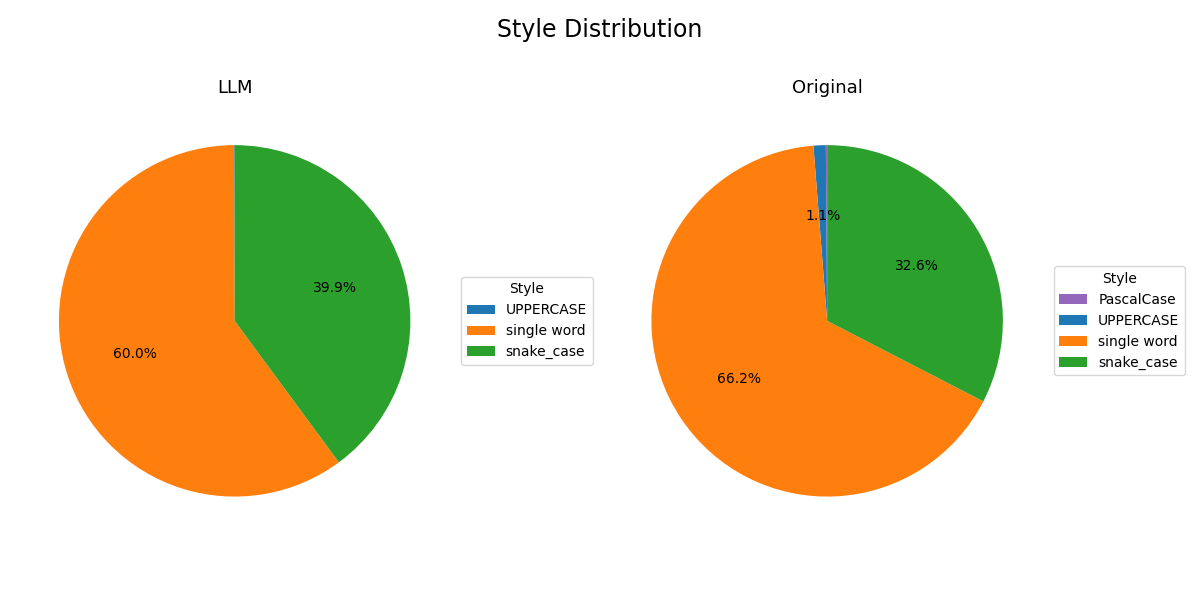 Style Distribution
LLM
39.9%
60.0%
Style
UPPERCASE
single word
snake_case
Original
1.1%
32.6%
66.2%
Style
PascalCase
UPPERCASE
single word
snake_case